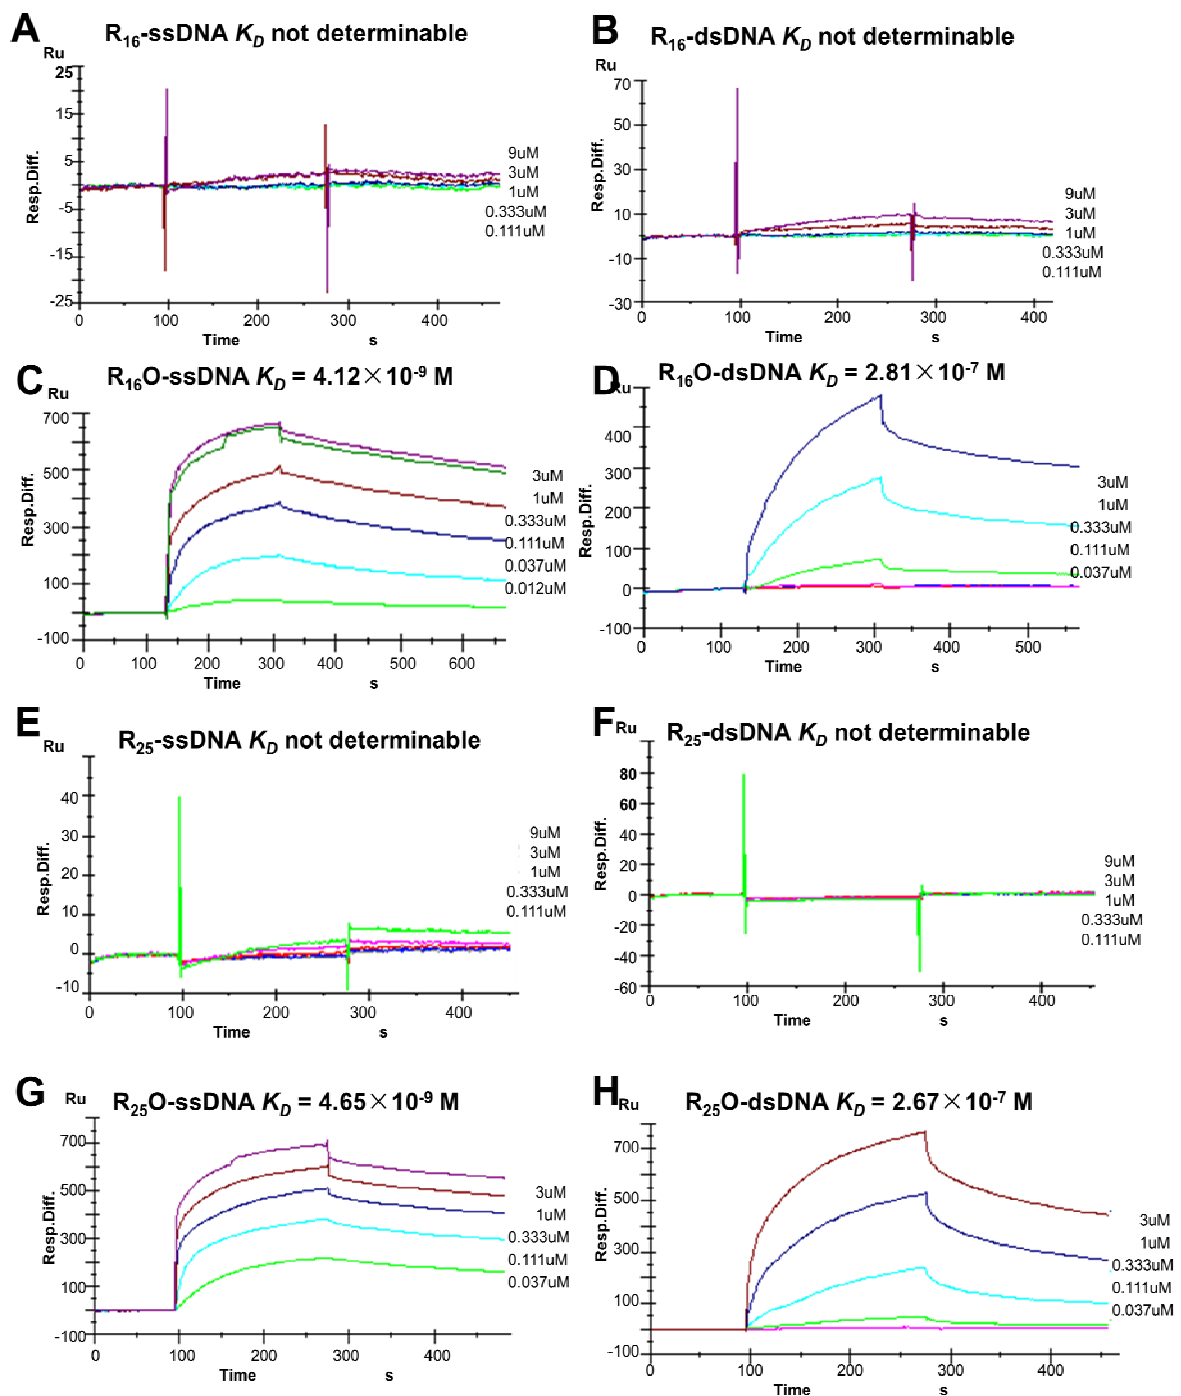 A
R16-ssDNA KD not determinable
Ru
25
15
5
-5
-15
-25
Resp.Diff.
0
100
200
300
400
Time
s
9uM
3uM
1uM
0.333uM
0.111uM
B
R16-dsDNA KD not determinable
Ru
70
50
30
10
-10
-30
Resp.Diff.
0
100
200
300
400
Time
s
9uM
3uM
1uM
0.333uM
0.111uM
C
R16O-ssDNA KD = 4.12×10-9 M
Ru
700
500
300
100
-100
Resp.Diff.
0
100
200
300
400
500
600
Time
s
3uM
1uM
0.333uM
0.111uM
0.037uM
0.012uM
D
R16O-dsDNA KD = 2.81×10-7 M
Ru
400
300
200
100
0
-100
Resp.Diff.
0
100
200
300
400
500
Time
s
3uM
1uM
0.333uM
0.111uM
0.037uM
E
R25-ssDNA KD not determinable
Ru
40
30
20
10
0
-10
Resp.Diff.
0
100
200
300
400
Time
s
9uM
3uM
1uM
0.333uM
0.111uM
F
R25-dsDNA KD not determinable
Ru
80
60
40
20
0
-20
-40
-60
Resp.Diff.
0
100
200
300
400
Time
s
9uM
3uM
1uM
0.333uM
0.111uM
G
R25O-ssDNA KD = 4.65×10-9 M
Ru
700
500
300
100
-100
Resp.Diff.
0
100
200
300
400
Time
s
3uM
1uM
0.333uM
0.111uM
0.037uM
H
R25O-dsDNA KD = 2.67×10-7 M
Ru
700
500
300
100
-100
Resp.Diff.
0
100
200
300
400
Time
s
3uM
1uM
0.333uM
0.111uM
0.037uM